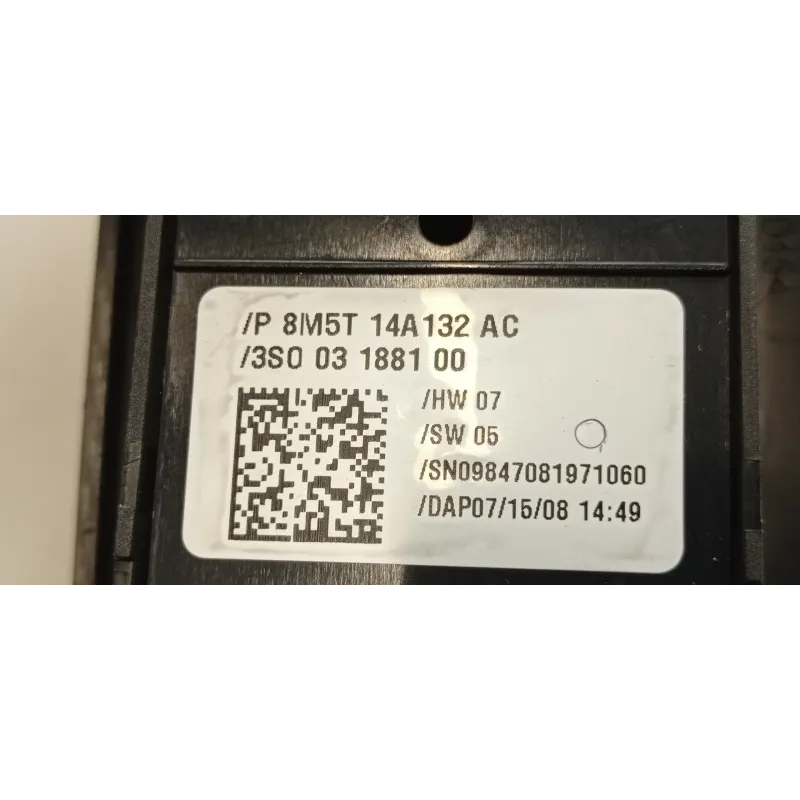 /P 8M5T 14A132 AC
/3S0 03 1881 00
/HW 07
/SW 05
/SN09847081971060
/DAP07/15/08 14:49